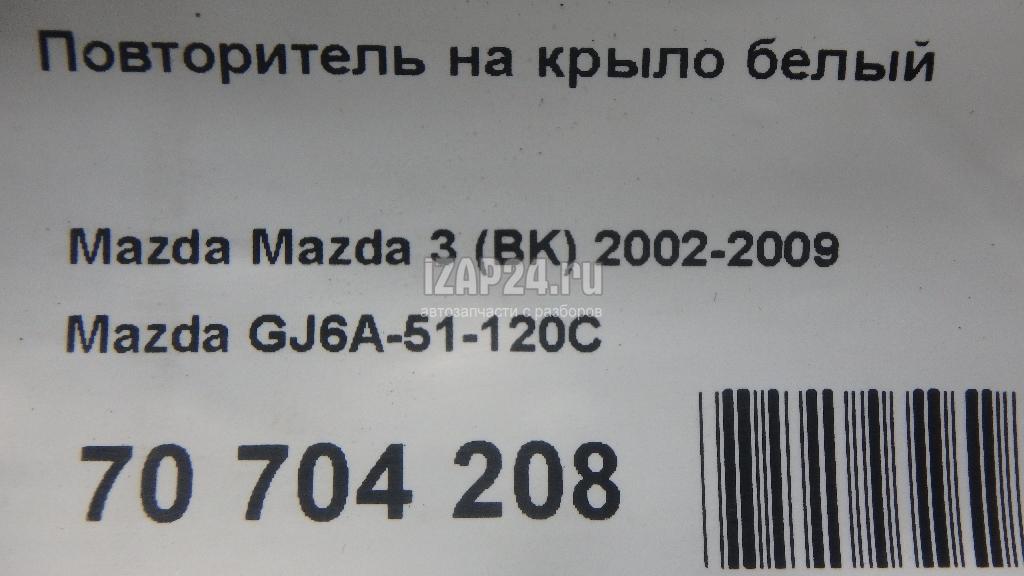 Повторитель на крыло белый
Mazda Mazda 3 (BK) 2002-2009
IZAP24.ru
автозапчасти с разборов
Mazda GJ6A-51-120C
70 704 208